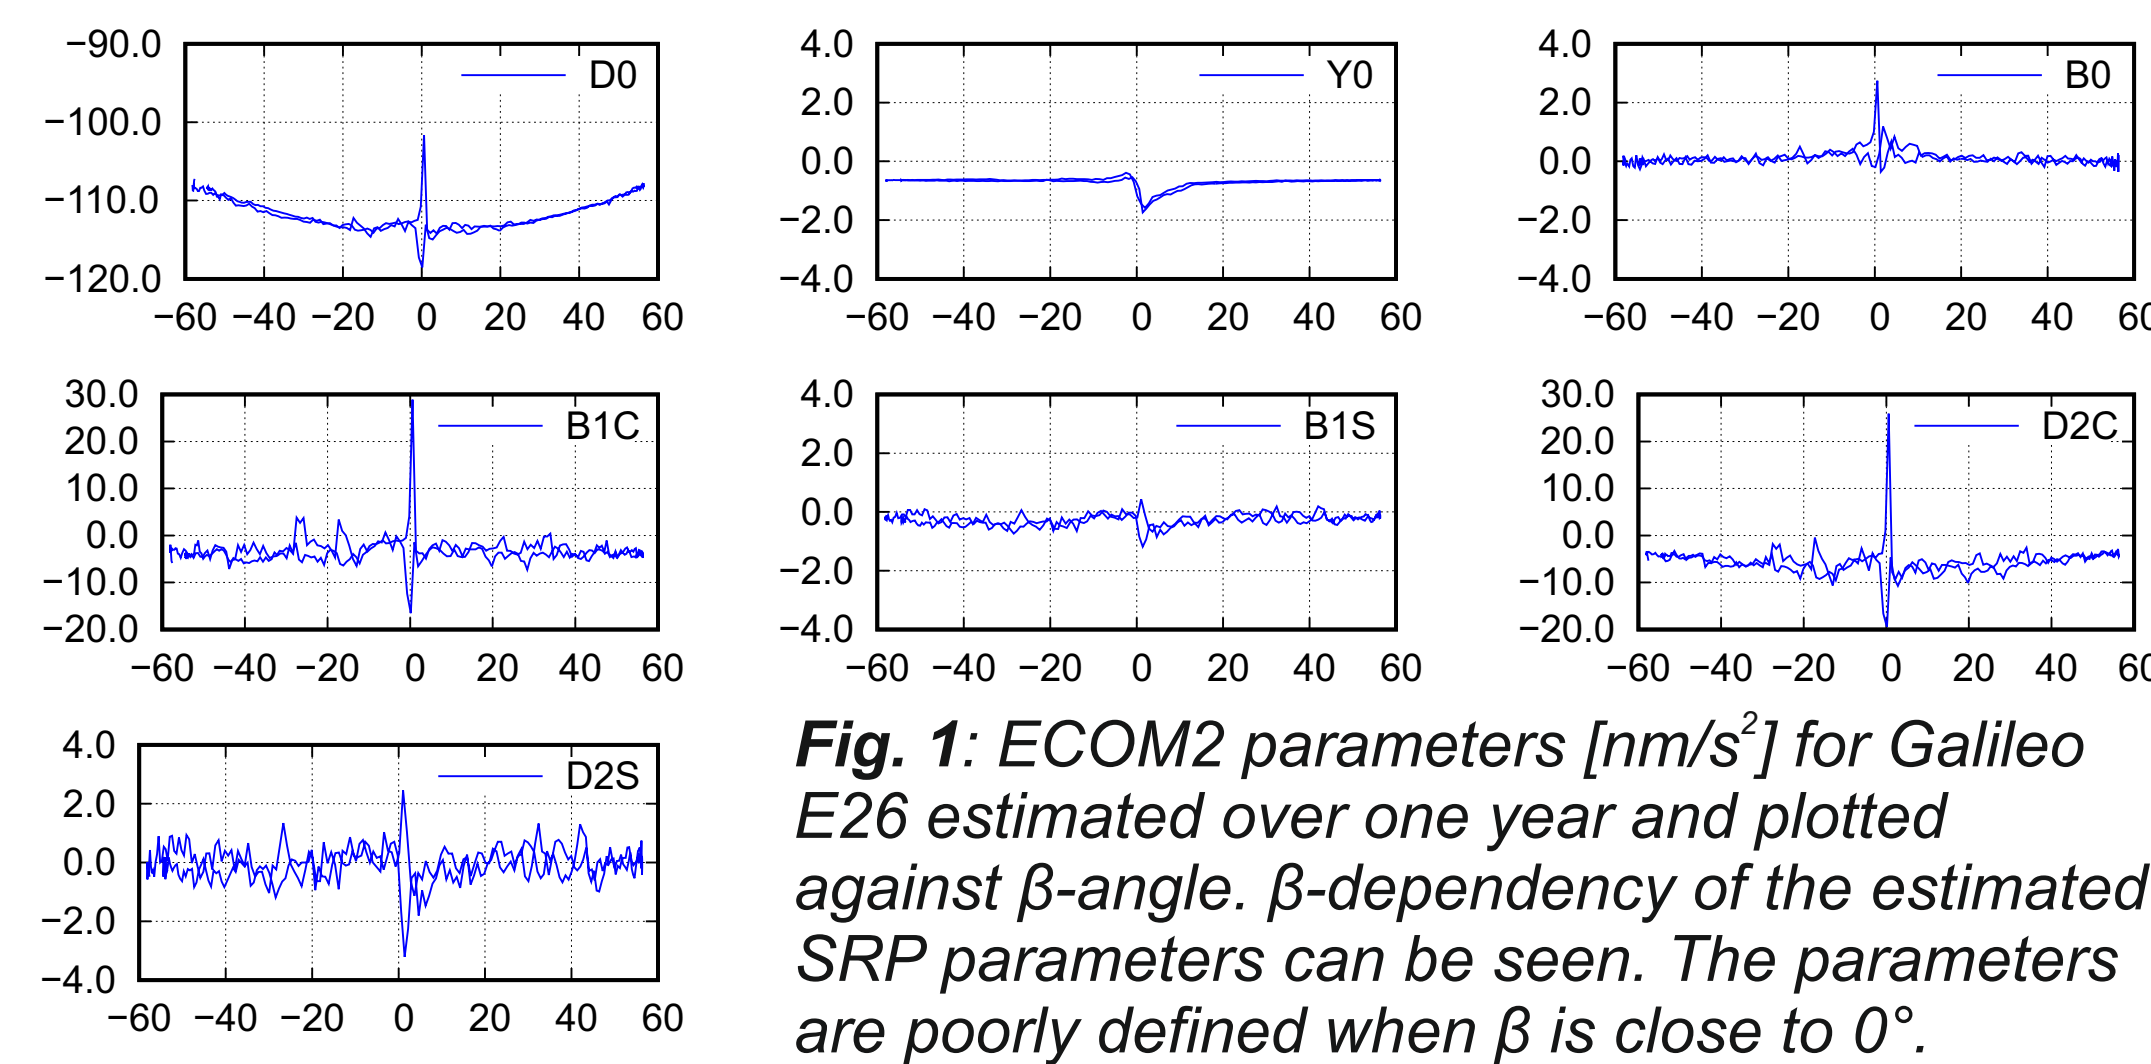 −90.0
−100.0
−110.0
−120.0
D0
−60 −40 −20 0 20 40 60
4.0
2.0
0.0
−2.0
−4.0
Y0
−60 −40 −20 0 20 40 60
4.0
2.0
0.0
−2.0
−4.0
B0
−60 −40 −20 0 20 40 60
30.0
20.0
10.0
0.0
−10.0
−20.0
B1C
−60 −40 −20 0 20 40 60
4.0
2.0
0.0
−2.0
−4.0
B1S
−60 −40 −20 0 20 40 60
30.0
20.0
10.0
0.0
−10.0
−20.0
D2C
−60 −40 −20 0 20 40 60
4.0
2.0
0.0
−2.0
−4.0
D2S
−60 −40 −20 0 20 40 60
Fig. 1: ECOM2 parameters [nm/s²] for Galileo
E26 estimated over one year and plotted
against β-angle. β-dependency of the estimated
SRP parameters can be seen. The parameters
are poorly defined when β is close to 0°.